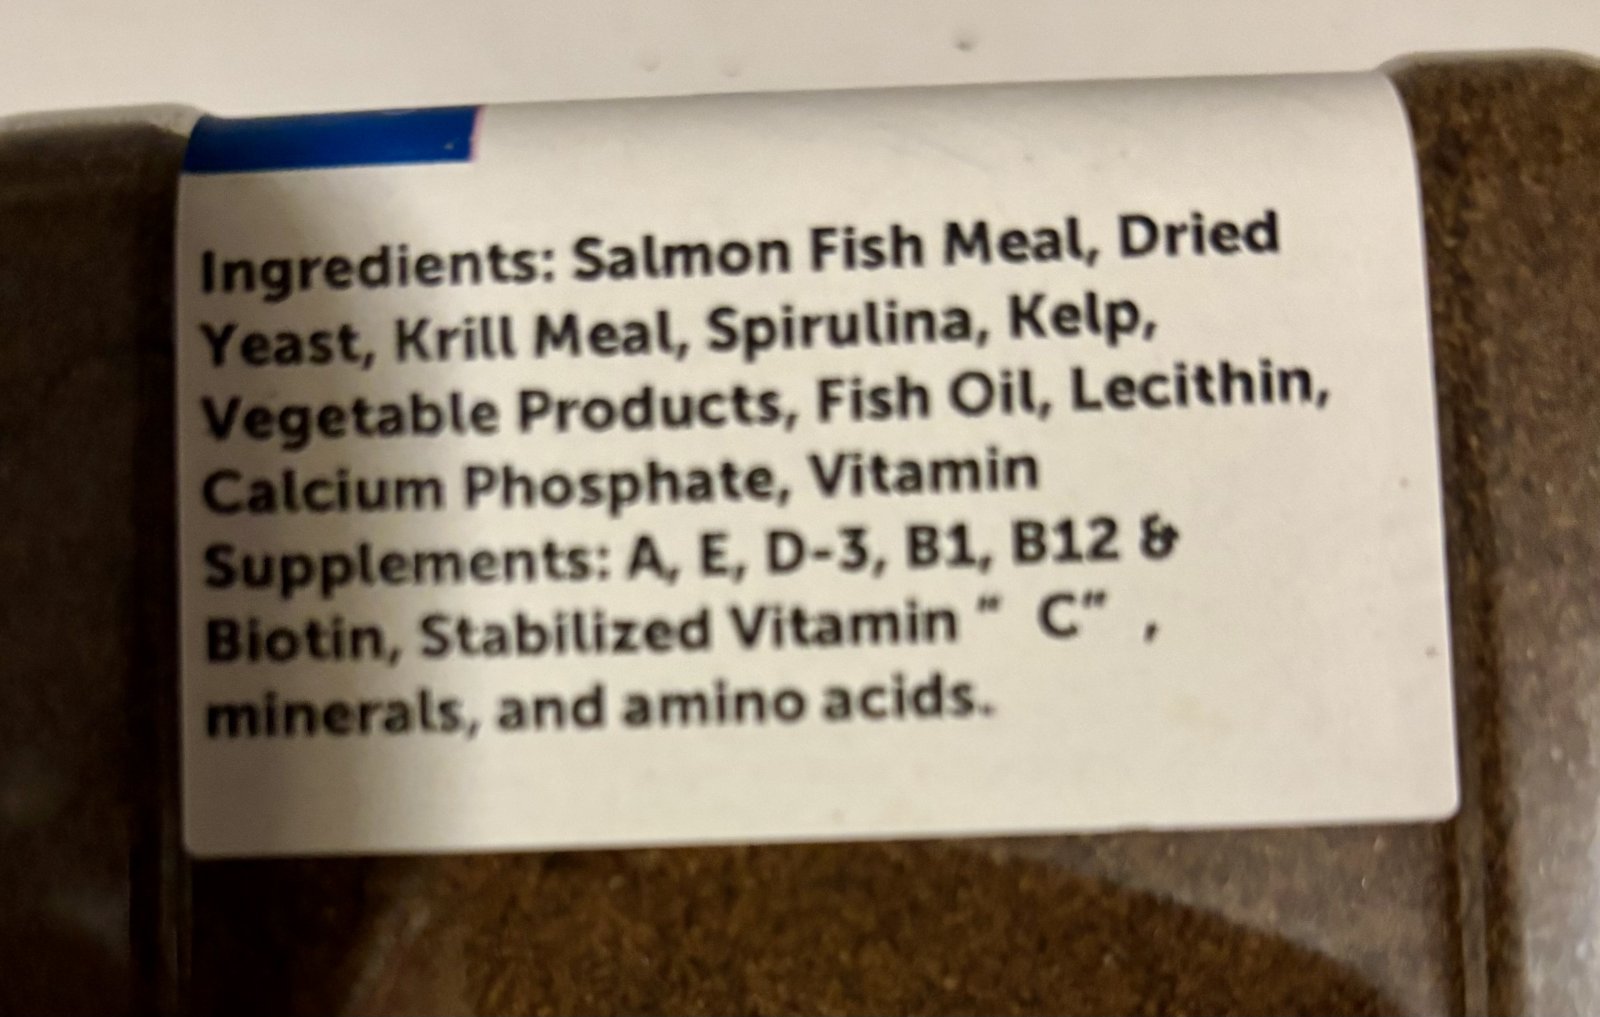 Ingredients: Salmon Fish Meal, Dried
Yeast, Krill Meal, Spirulina, Kelp,
Vegetable Products, Fish Oil, Lecithin,
Calcium Phosphate, Vitamin
Supplements: A, E, D-3, B1, B12 &
Biotin, Stabilized Vitamin “ C” ,
minerals, and amino acids.